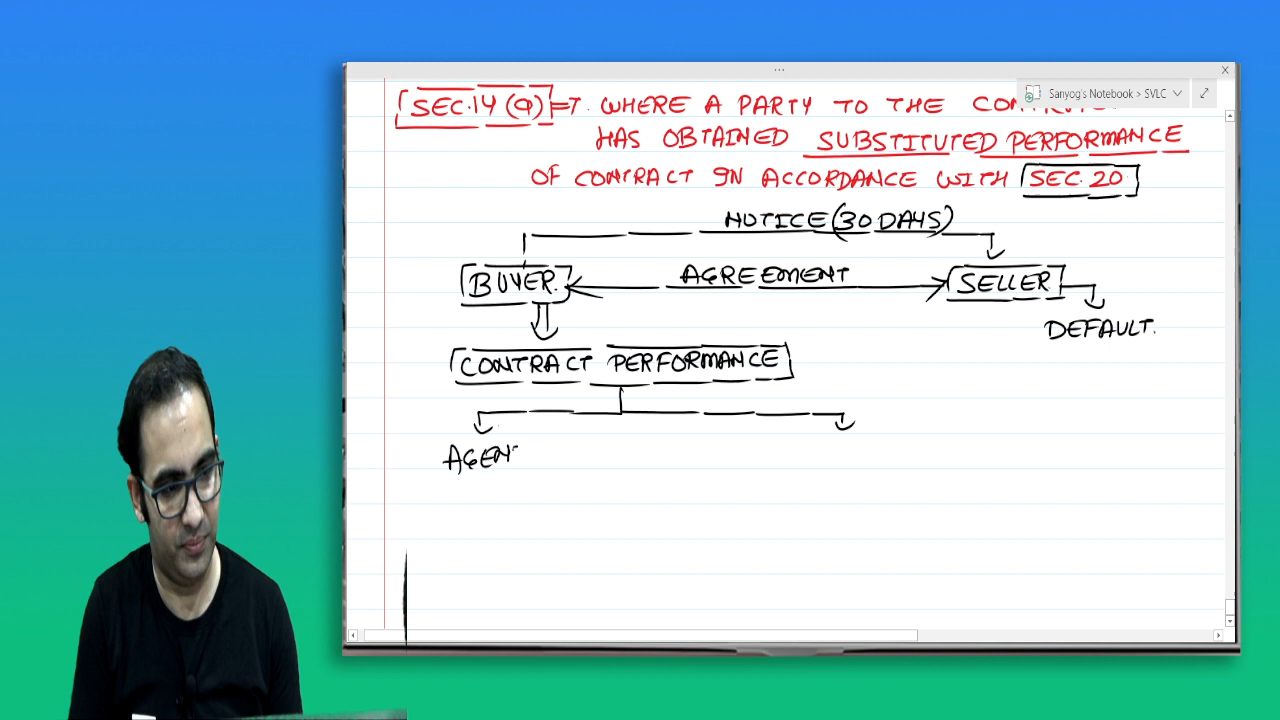 Sanyog's Notebook > SVLC
SEC.14(a) ⇒ WHERE A PARTY TO THE
HAS OBTAINED SUBSTITUTED PERFORMANCE
OF CONTRACT IN ACCORDANCE WITH SEC.20
NOTICE (30 DAYS)
BUYER. AGREEMENT SELLER
DEFAULT.
CONTRACT PERFORMANCE
AGEN